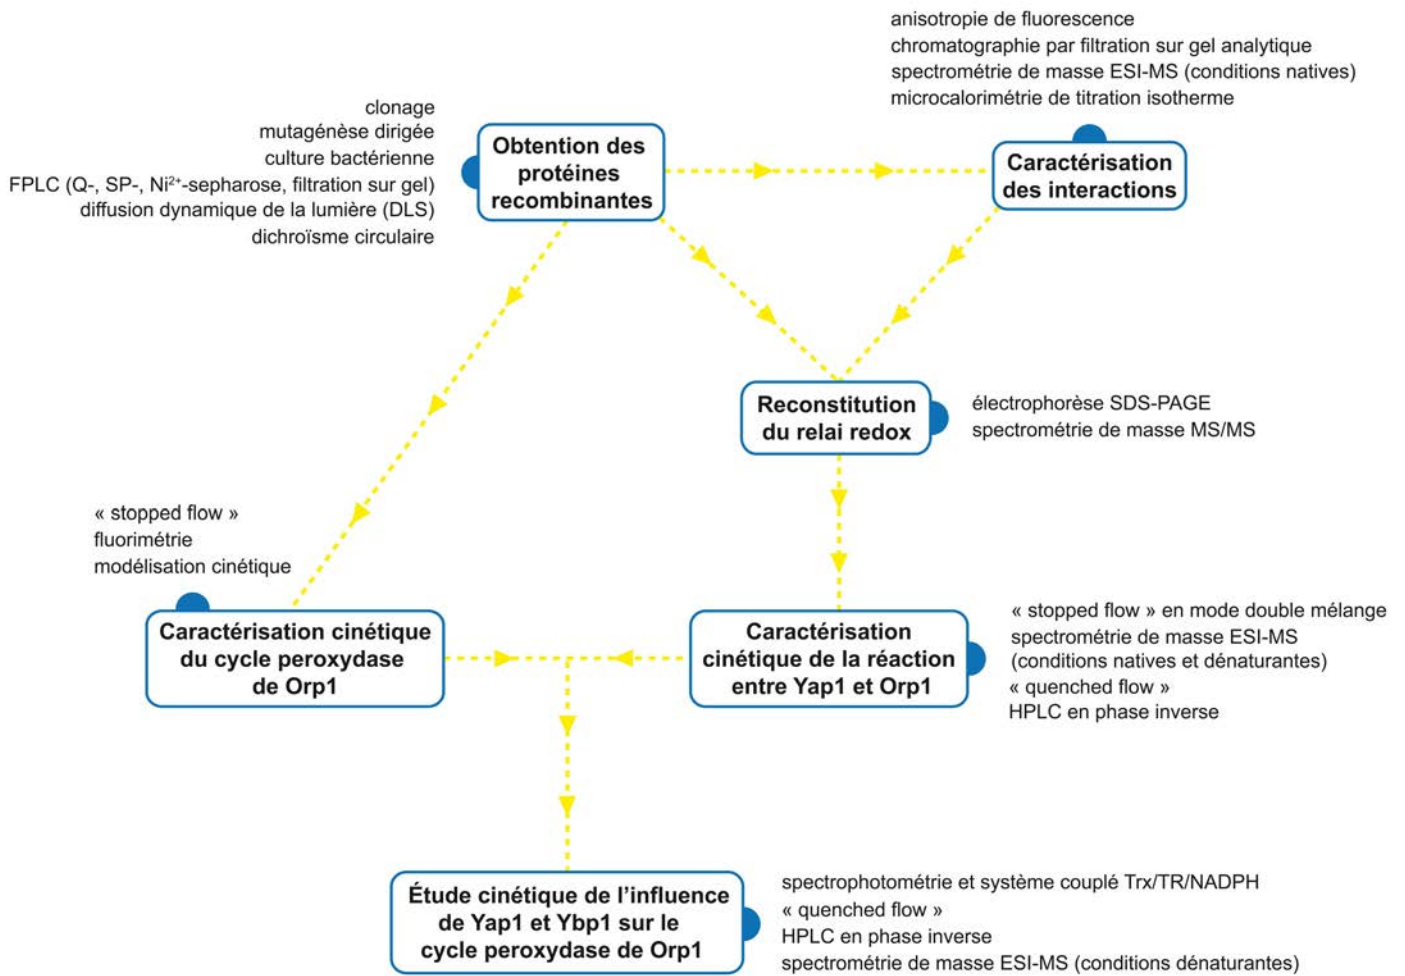 anisotropie de fluorescence
chromatographie par filtration sur gel analytique
spectrométrie de masse ESI-MS (conditions natives)
microcalorimétrie de titration isotherme
clonage
mutagénèse dirigée
culture bactérienne
FPLC (Q-, SP-, Ni²⁺-sepharose, filtration sur gel)
diffusion dynamique de la lumière (DLS)
dichroïsme circulaire
Obtention des
protéines
recombinantes
Caractérisation
des interactions
Reconstitution
du relai redox
électrophorèse SDS-PAGE
spectrométrie de masse MS/MS
« stopped flow »
fluorimétrie
modélisation cinétique
Caractérisation cinétique
du cycle peroxydase
de Orp1
Caractérisation
cinétique de la réaction
entre Yap1 et Orp1
« stopped flow » en mode double mélange
spectrométrie de masse ESI-MS
(conditions natives et dénaturantes)
« quenched flow »
HPLC en phase inverse
Étude cinétique de l'influence
de Yap1 et Ybp1 sur le
cycle peroxydase de Orp1
spectrophotométrie et système couplé Trx/TR/NADPH
« quenched flow »
HPLC en phase inverse
spectrométrie de masse ESI-MS (conditions dénaturantes)